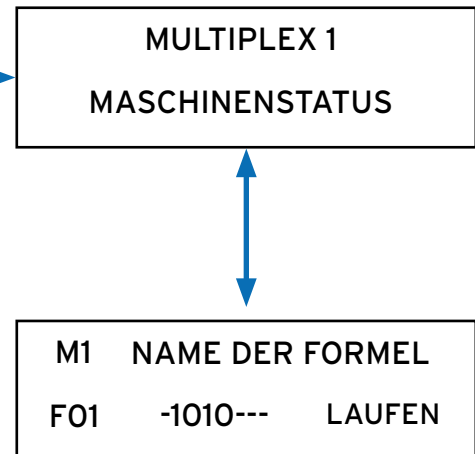 MULTIPLEX 1
MASCHINENSTATUS
M1 NAME DER FORMEL
F01 -1010--- LAUFEN